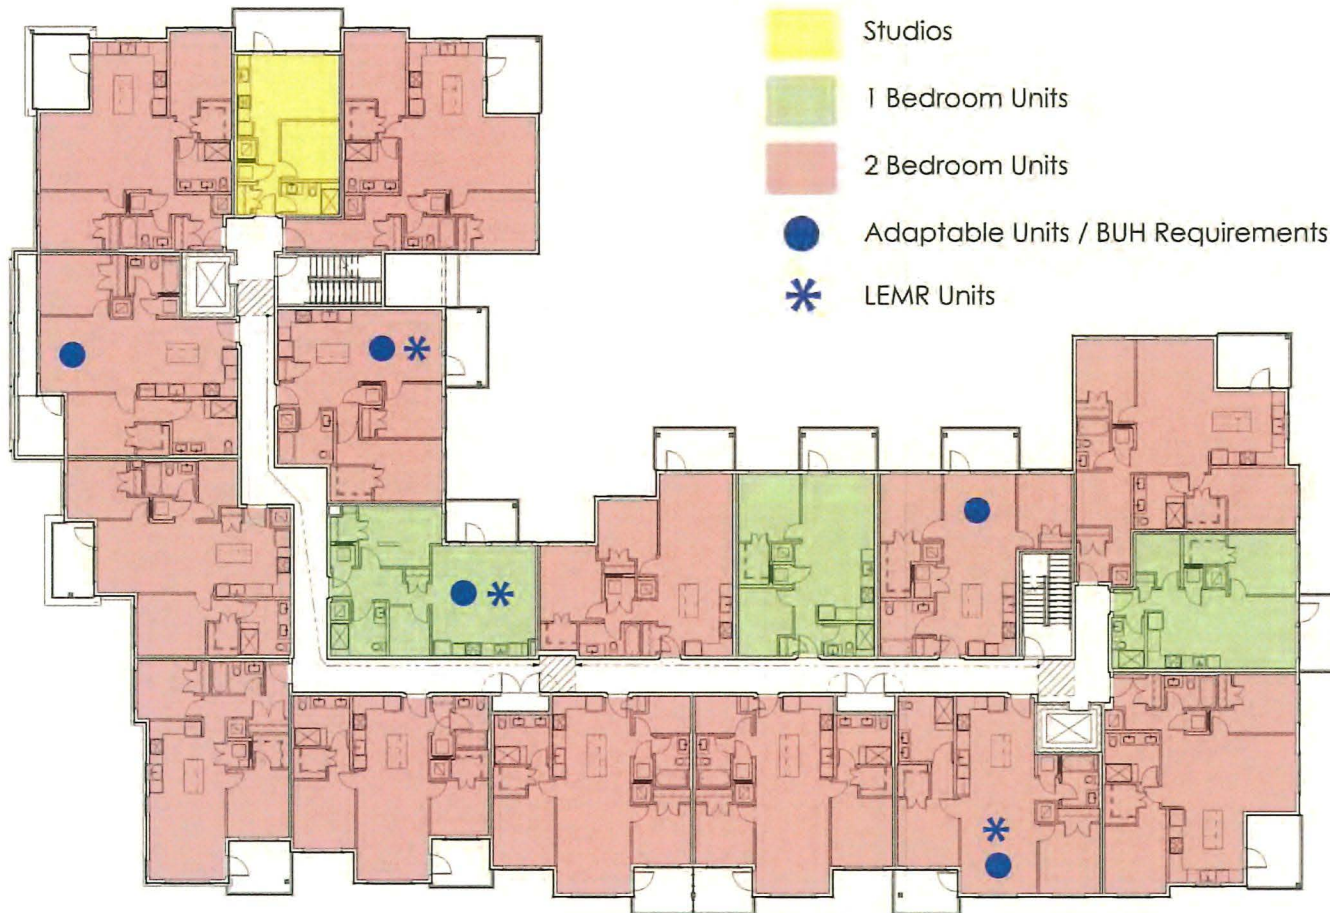 Studios
1 Bedroom Units
2 Bedroom Units
Adaptable Units / BUH Requirements
LEMR Units